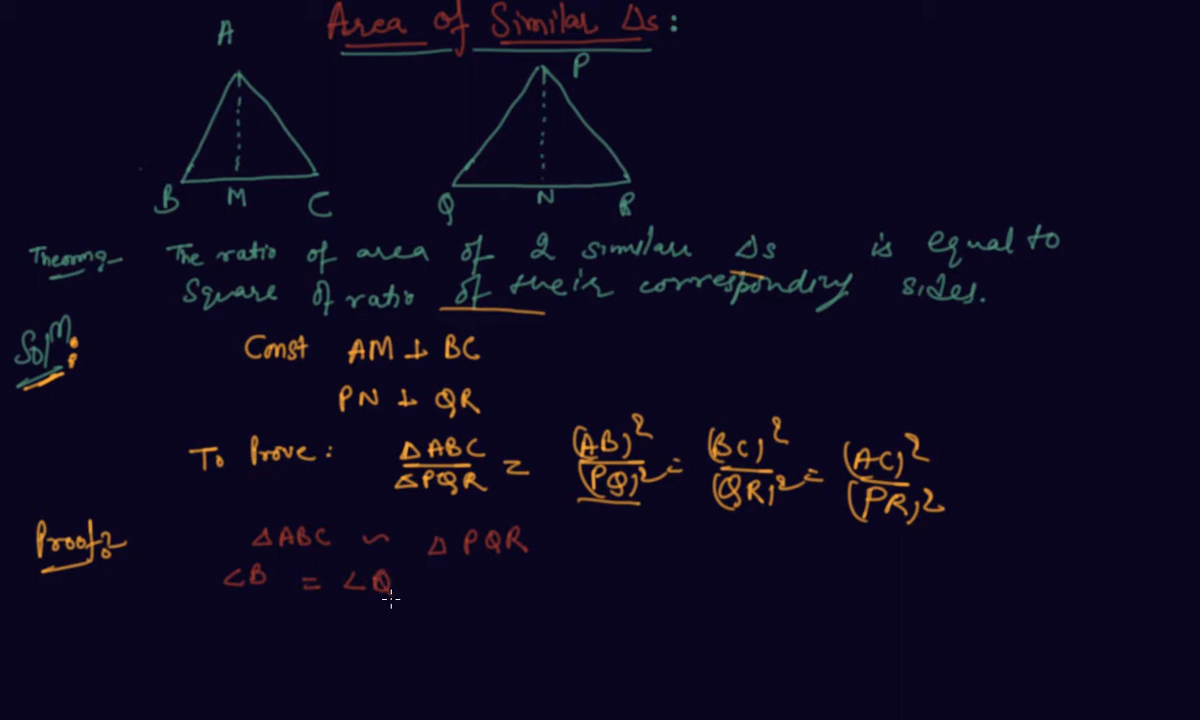 Area of Similar Δs:
A
P
B M C
Q N R
Theorem- The ratio of area of 2 similar Δs is equal to
Square of ratio of their corresponding sides.
Solⁿ:
Const AM ⊥ BC
PN ⊥ QR
To Prove: ΔABC/ΔPQR = (AB)²/(PQ)² = (BC)²/(QR)² = (AC)²/(PR)²
Proof:
ΔABC ~ Δ PQR
∠B = ∠Q